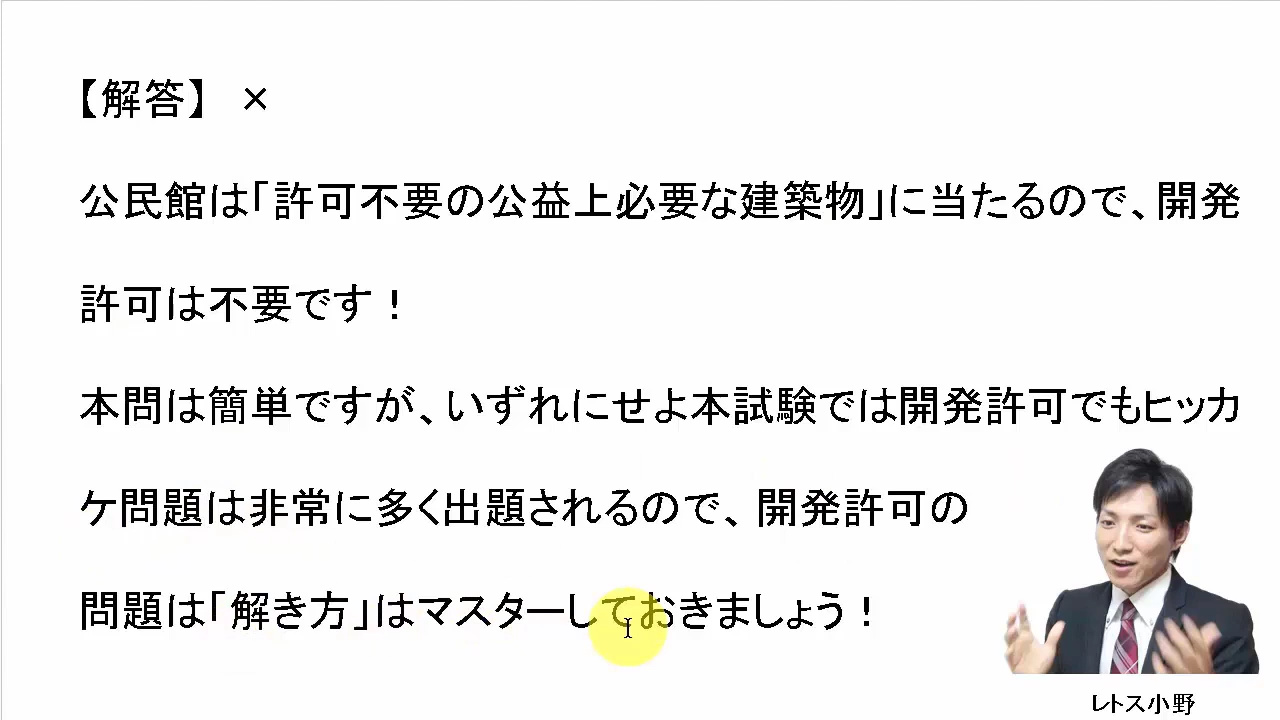 【解答】 ×
公民館は「許可不要の公益上必要な建築物」に当たるので、開発
許可は不要です！
本問は簡単ですが、いずれにせよ本試験では開発許可でもヒッカ
ケ問題は非常に多く出題されるので、開発許可の
問題は「解き方」はマスターしておきましょう！
レトス小野